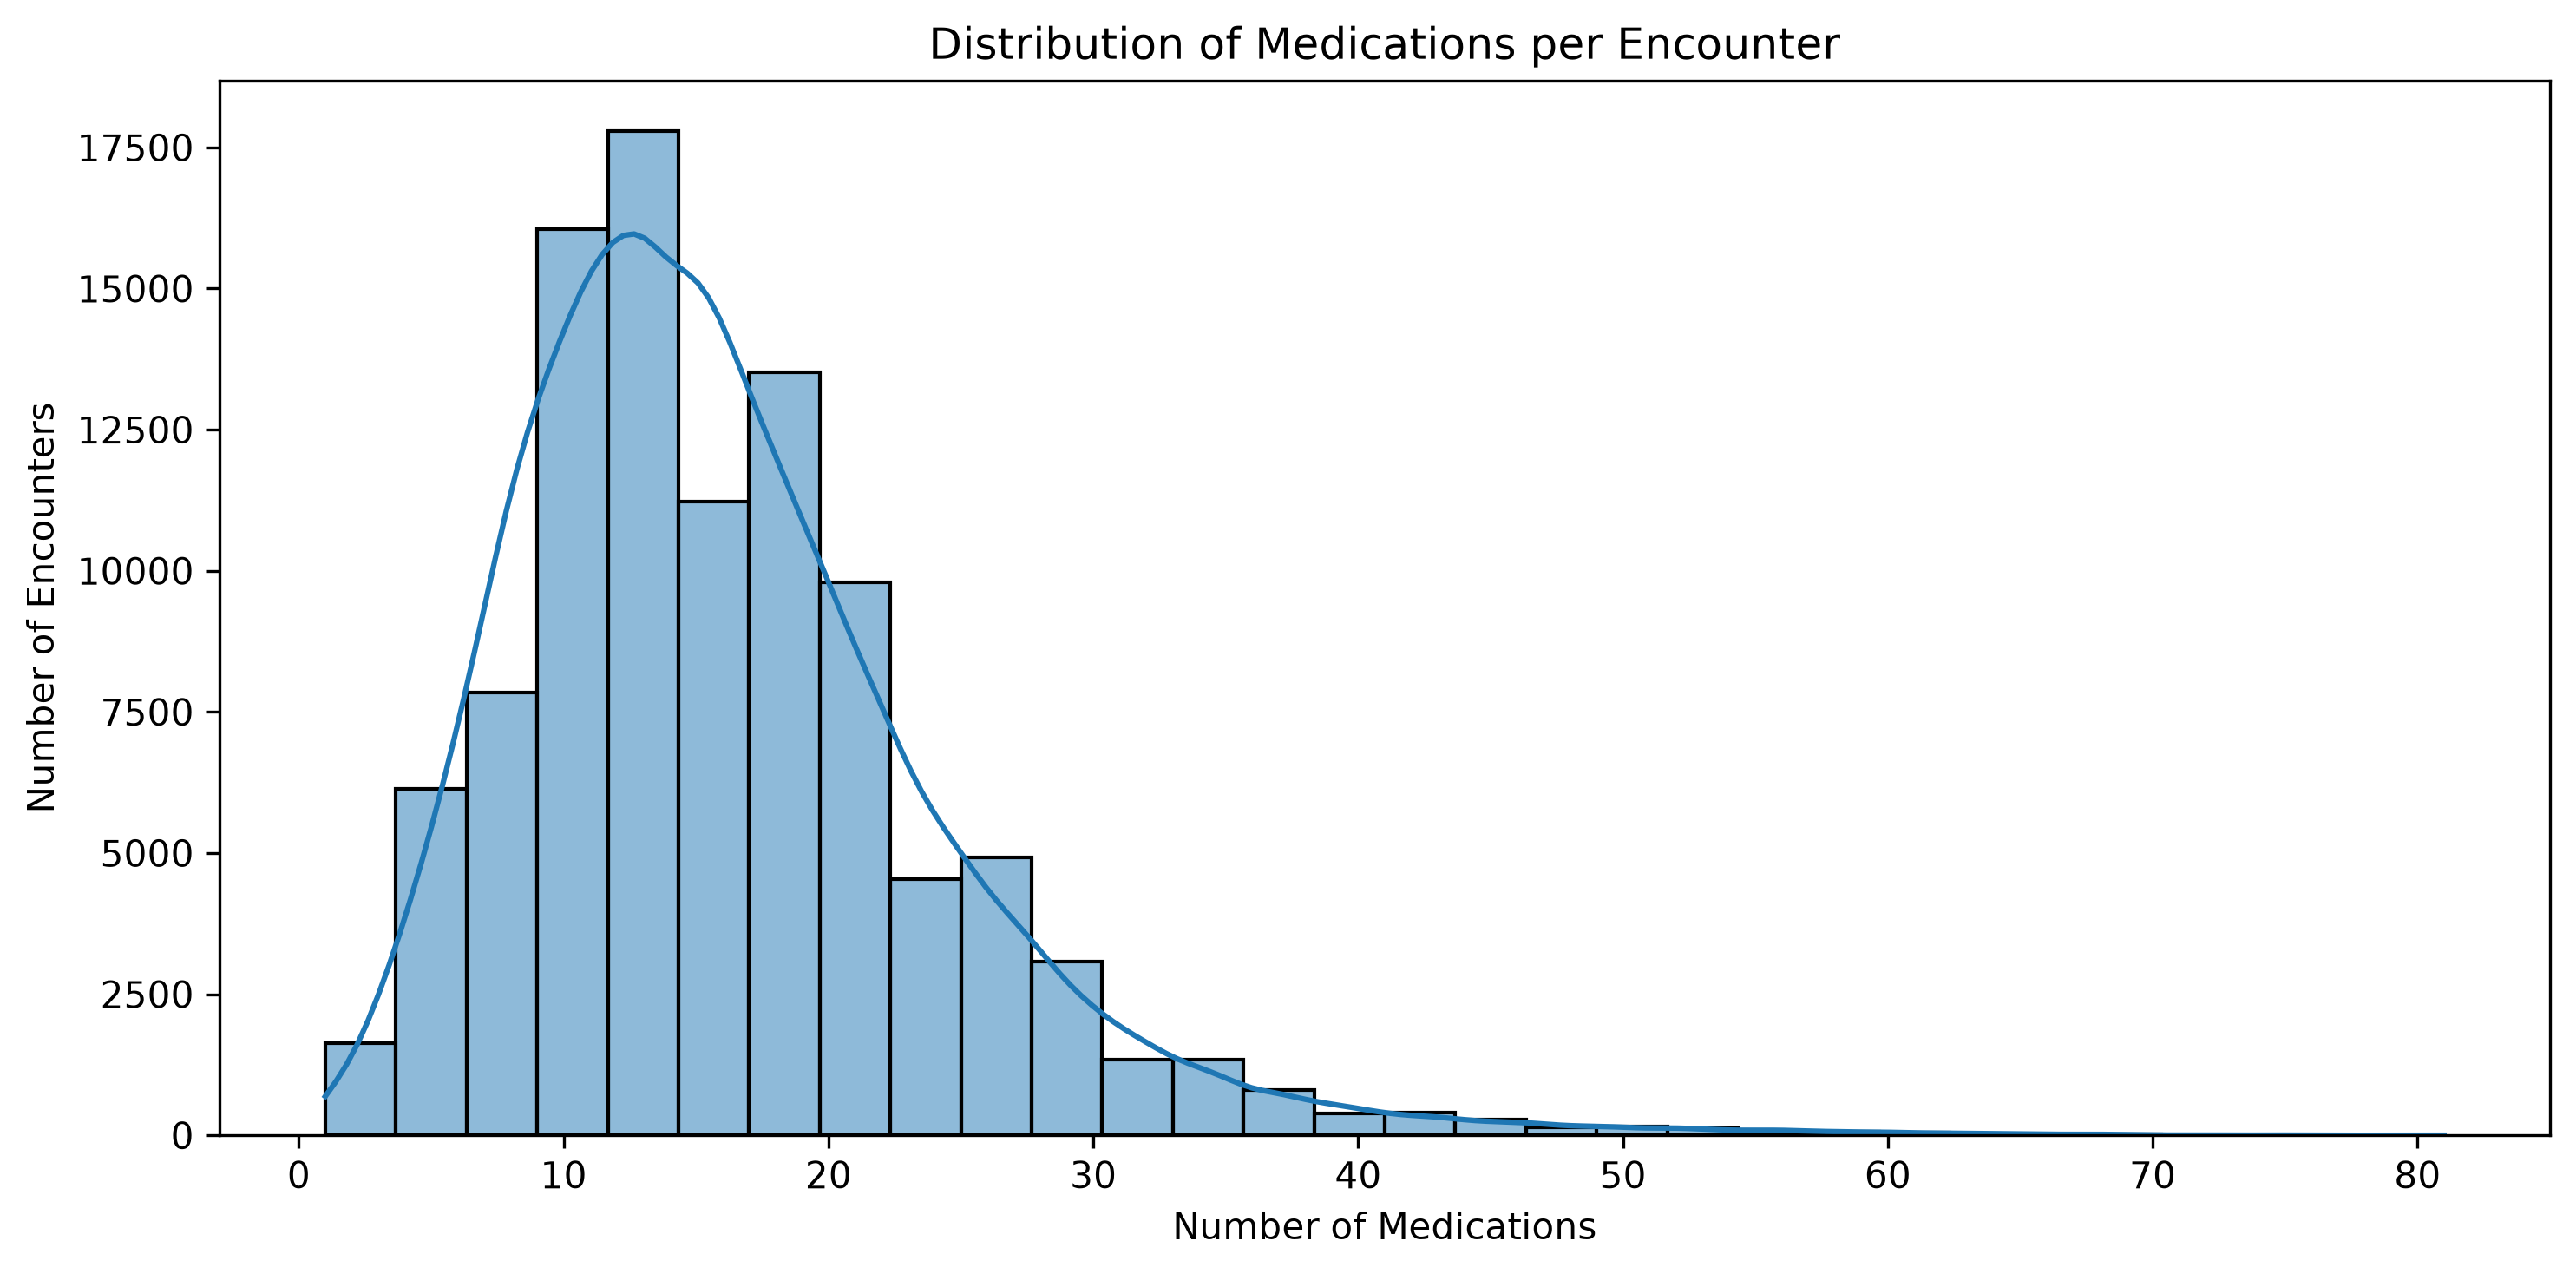 Distribution of Medications per Encounter
Number of Encounters
17500
15000
12500
10000
7500
5000
2500
0
0 10 20 30 40 50 60 70 80
Number of Medications